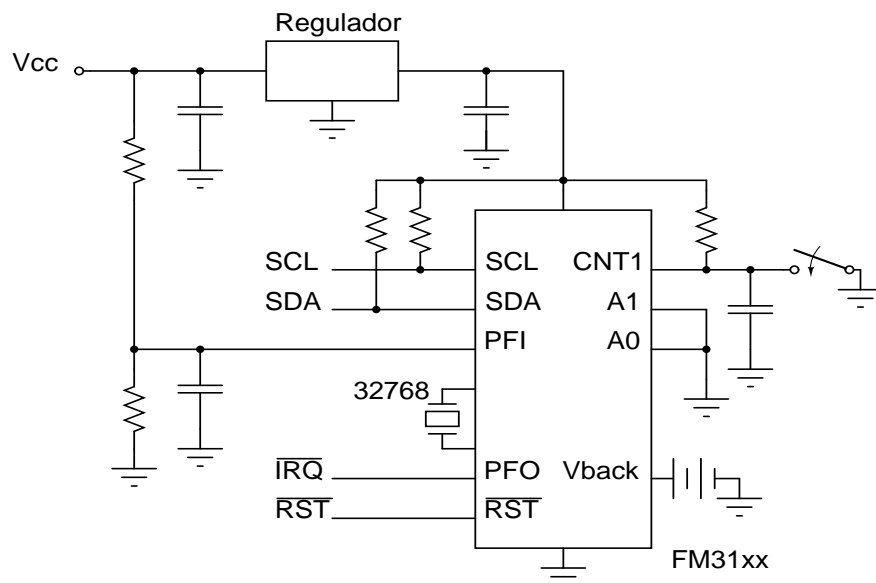 Regulador
Vcc
SCL SCL CNT1
SDA SDA A1
PFI A0
32768
IRQ PFO Vback
RST RST
FM31xx